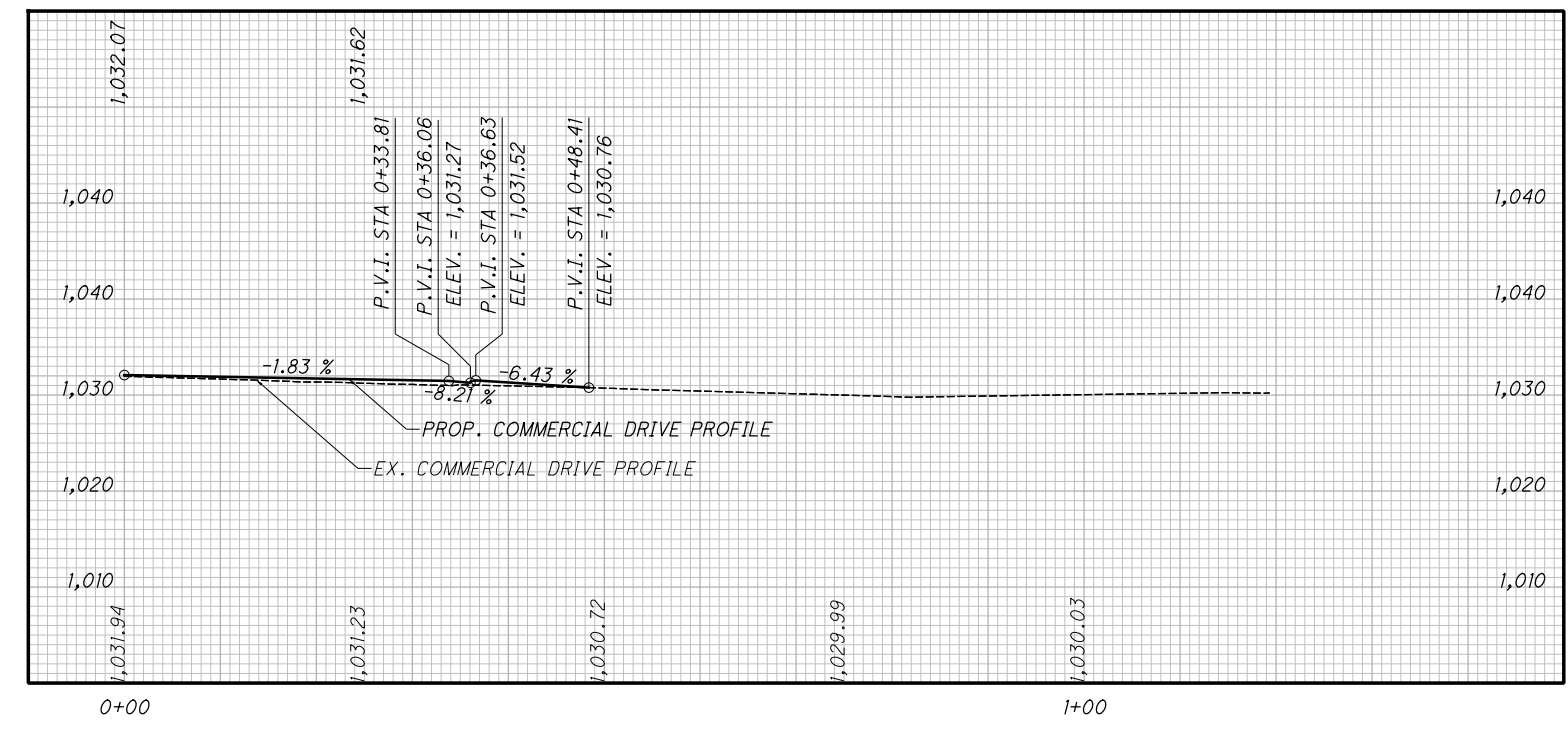 1,032.07
1,031.62
P.V.I. STA 0+33.81
P.V.I. STA 0+36.06
ELEV. = 1,031.27
P.V.I. STA 0+36.63
ELEV. = 1,031.52
P.V.I. STA 0+48.41
ELEV. = 1,030.76
1,040
1,040
1,040
1,040
1,030
-1.83 %
-8.21 %
-6.43 %
1,030
PROP. COMMERCIAL DRIVE PROFILE
EX. COMMERCIAL DRIVE PROFILE
1,020
1,020
1,010
1,010
1,031.94
1,031.23
1,030.72
1,029.99
1,030.03
0+00
1+00